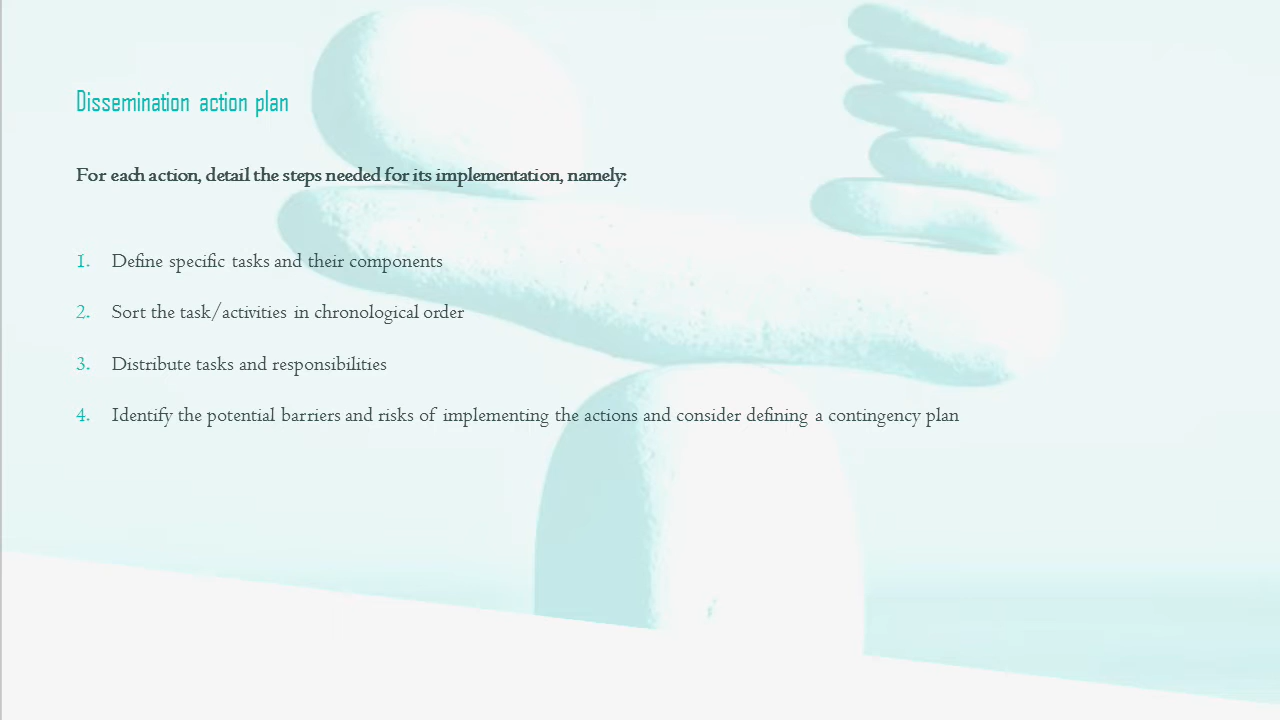 Dissemination action plan
For each action, detail the steps needed for its implementation, namely:
1. Define specific tasks and their components
2. Sort the task/activities in chronological order
3. Distribute tasks and responsibilities
4. Identify the potential barriers and risks of implementing the actions and consider defining a contingency plan